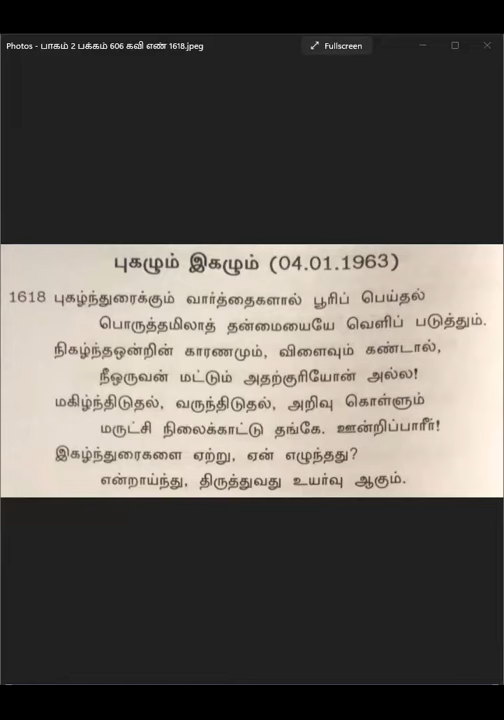 Photos - பாகம் 2 பக்கம் 606 கவி எண் 1618.jpeg
Fullscreen
புகழும் இகழும் (04.01.1963)
1618 புகழ்ந்துரைக்கும் வார்த்தைகளால் பூரிப் பெய்தல்
பொருத்தமிலாத் தன்மையையே வெளிப் படுத்தும்.
நிகழ்ந்தஒன்றின் காரணமும், விளைவும் கண்டால்,
நீஒருவன் மட்டும் அதற்குரியோன் அல்ல!
மகிழ்ந்திடுதல், வருந்திடுதல், அறிவு கொள்ளும்
மருட்சி நிலைக்காட்டு தங்கே. ஊன்றிப்பாரீர்!
இகழ்ந்துரைகளை ஏற்று, ஏன் எழுந்தது?
என்றாய்ந்து, திருத்துவது உயர்வு ஆகும்.